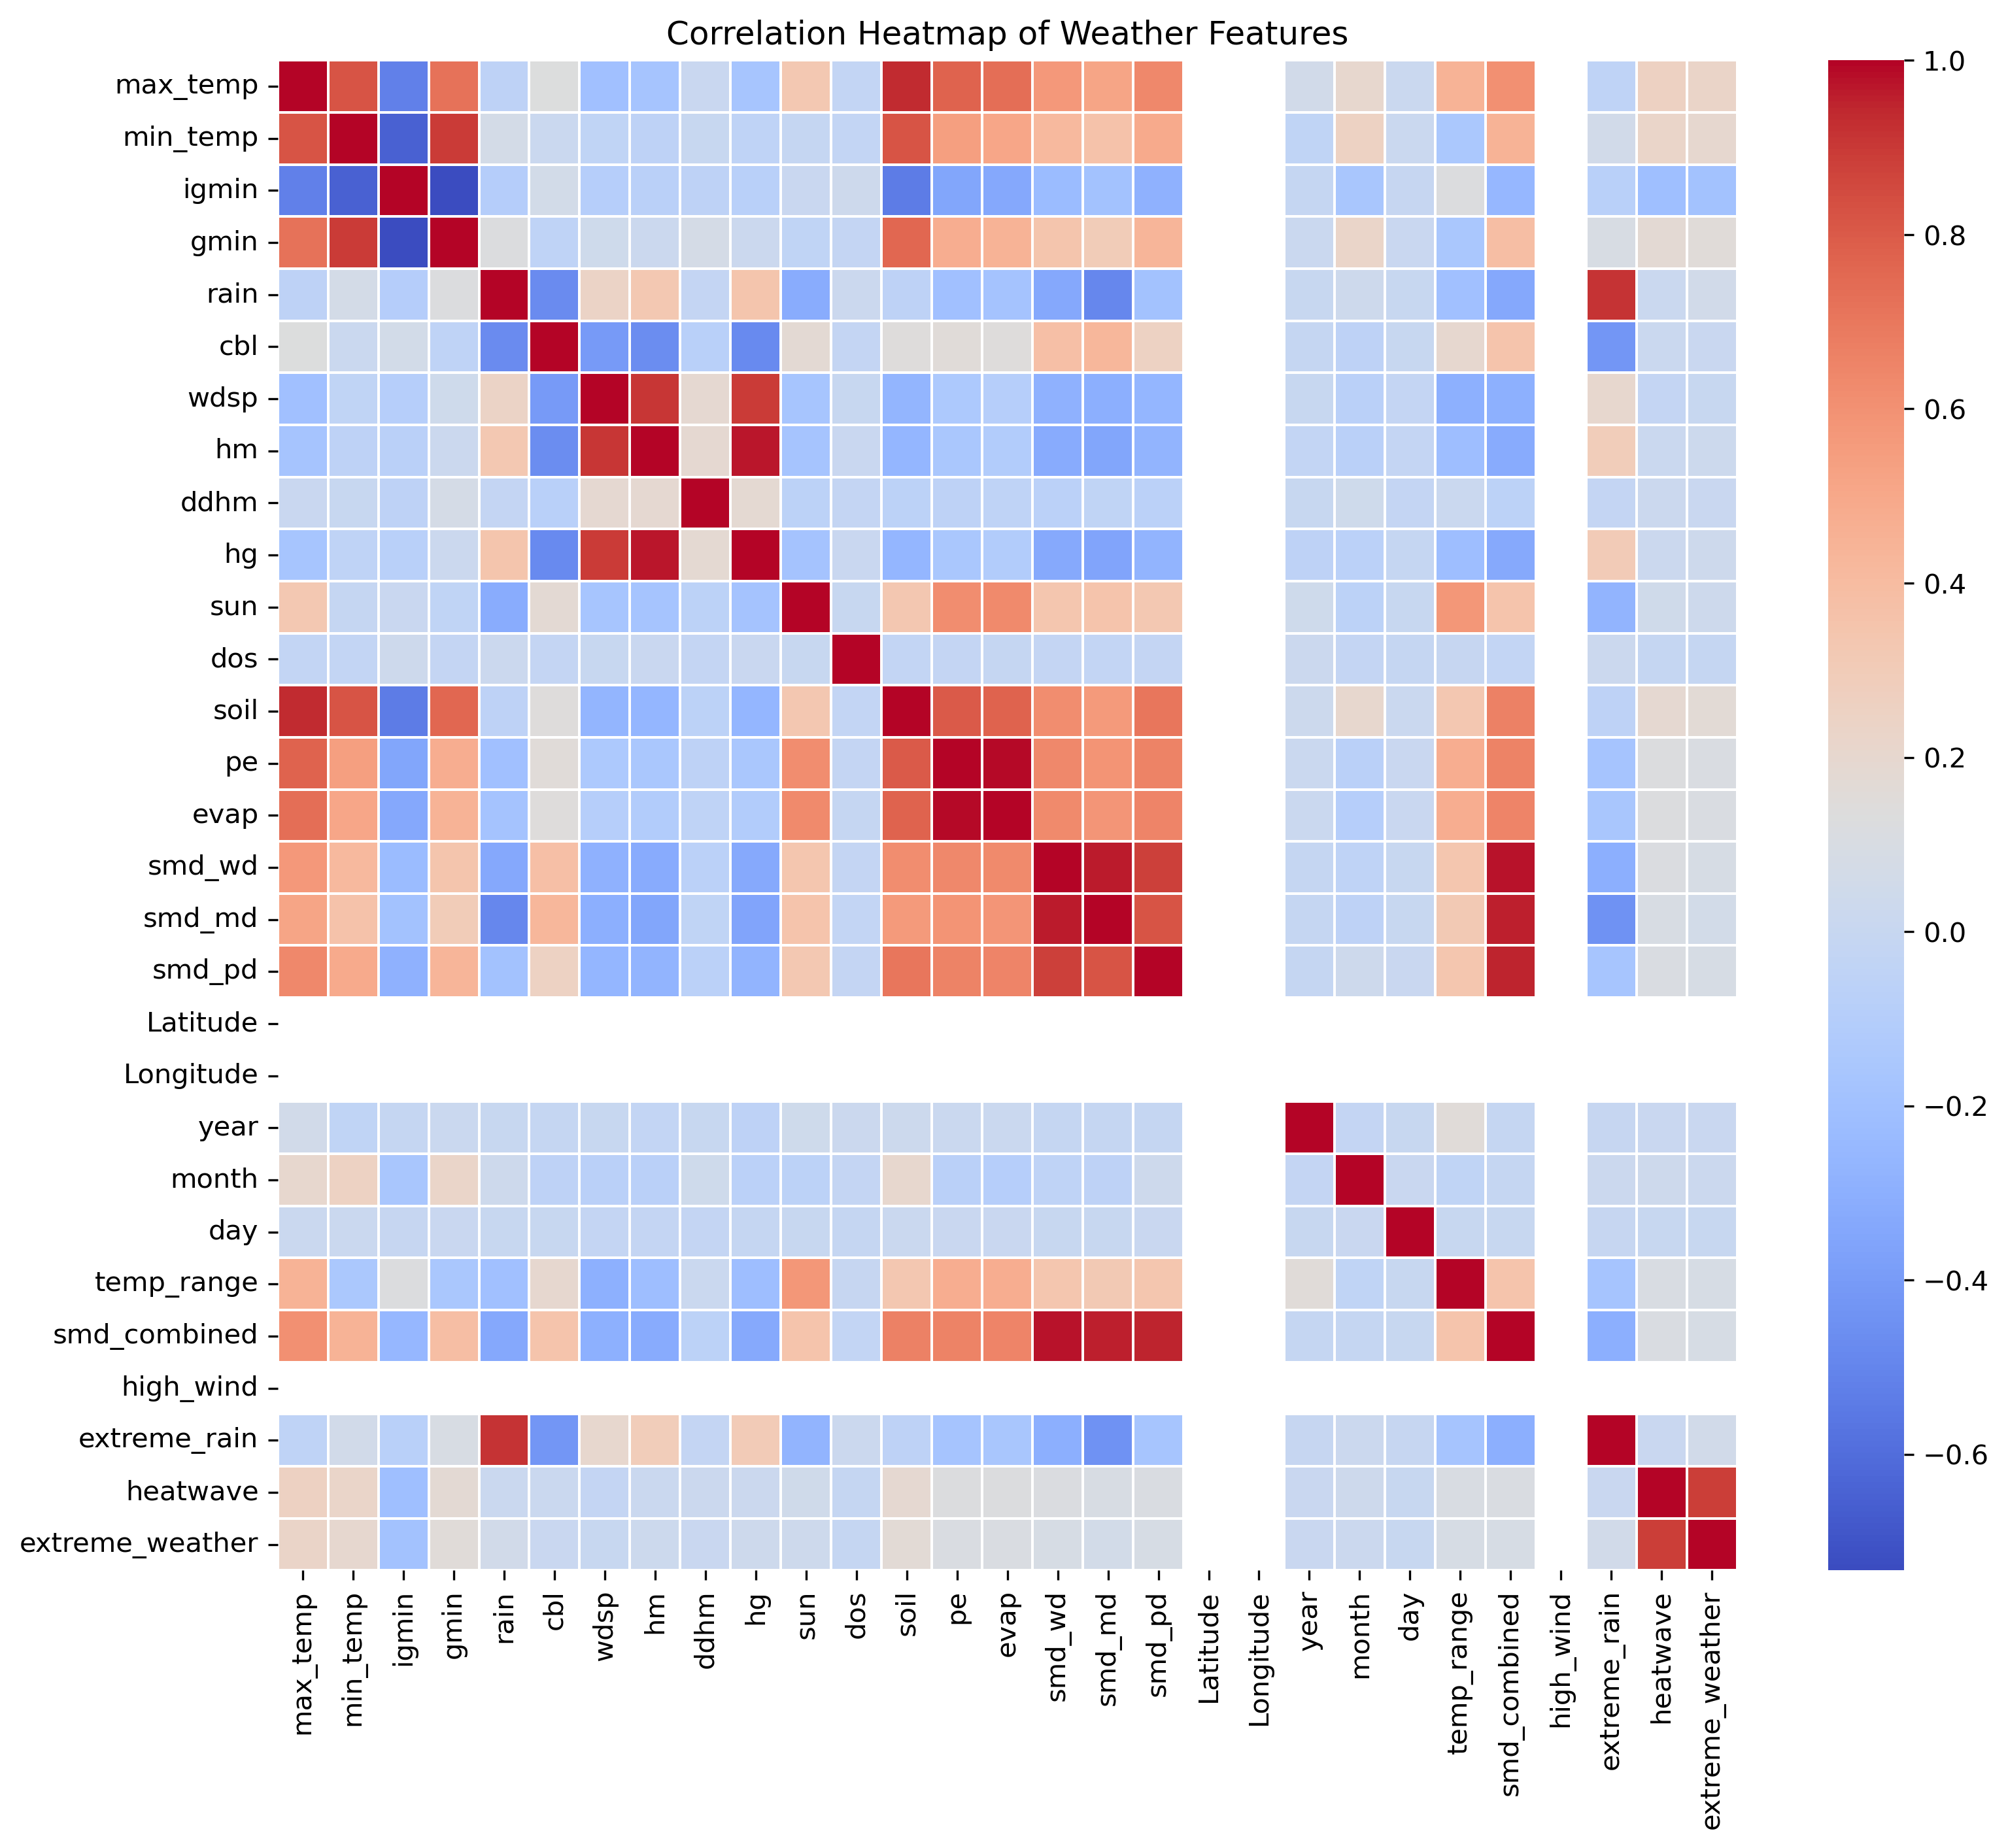 Correlation Heatmap of Weather Features
max_temp
min_temp
igmin
gmin
rain
cbl
wdsp
hm
ddhm
hg
sun
dos
soil
pe
evap
smd_wd
smd_md
smd_pd
Latitude
Longitude
year
month
day
temp_range
smd_combined
high_wind
extreme_rain
heatwave
extreme_weather
max_temp
min_temp
igmin
gmin
rain
cbl
wdsp
hm
ddhm
hg
sun
dos
soil
pe
evap
smd_wd
smd_md
smd_pd
Latitude
Longitude
year
month
day
temp_range
smd_combined
high_wind
extreme_rain
heatwave
extreme_weather
1.0
0.8
0.6
0.4
0.2
0.0
−0.2
−0.4
−0.6